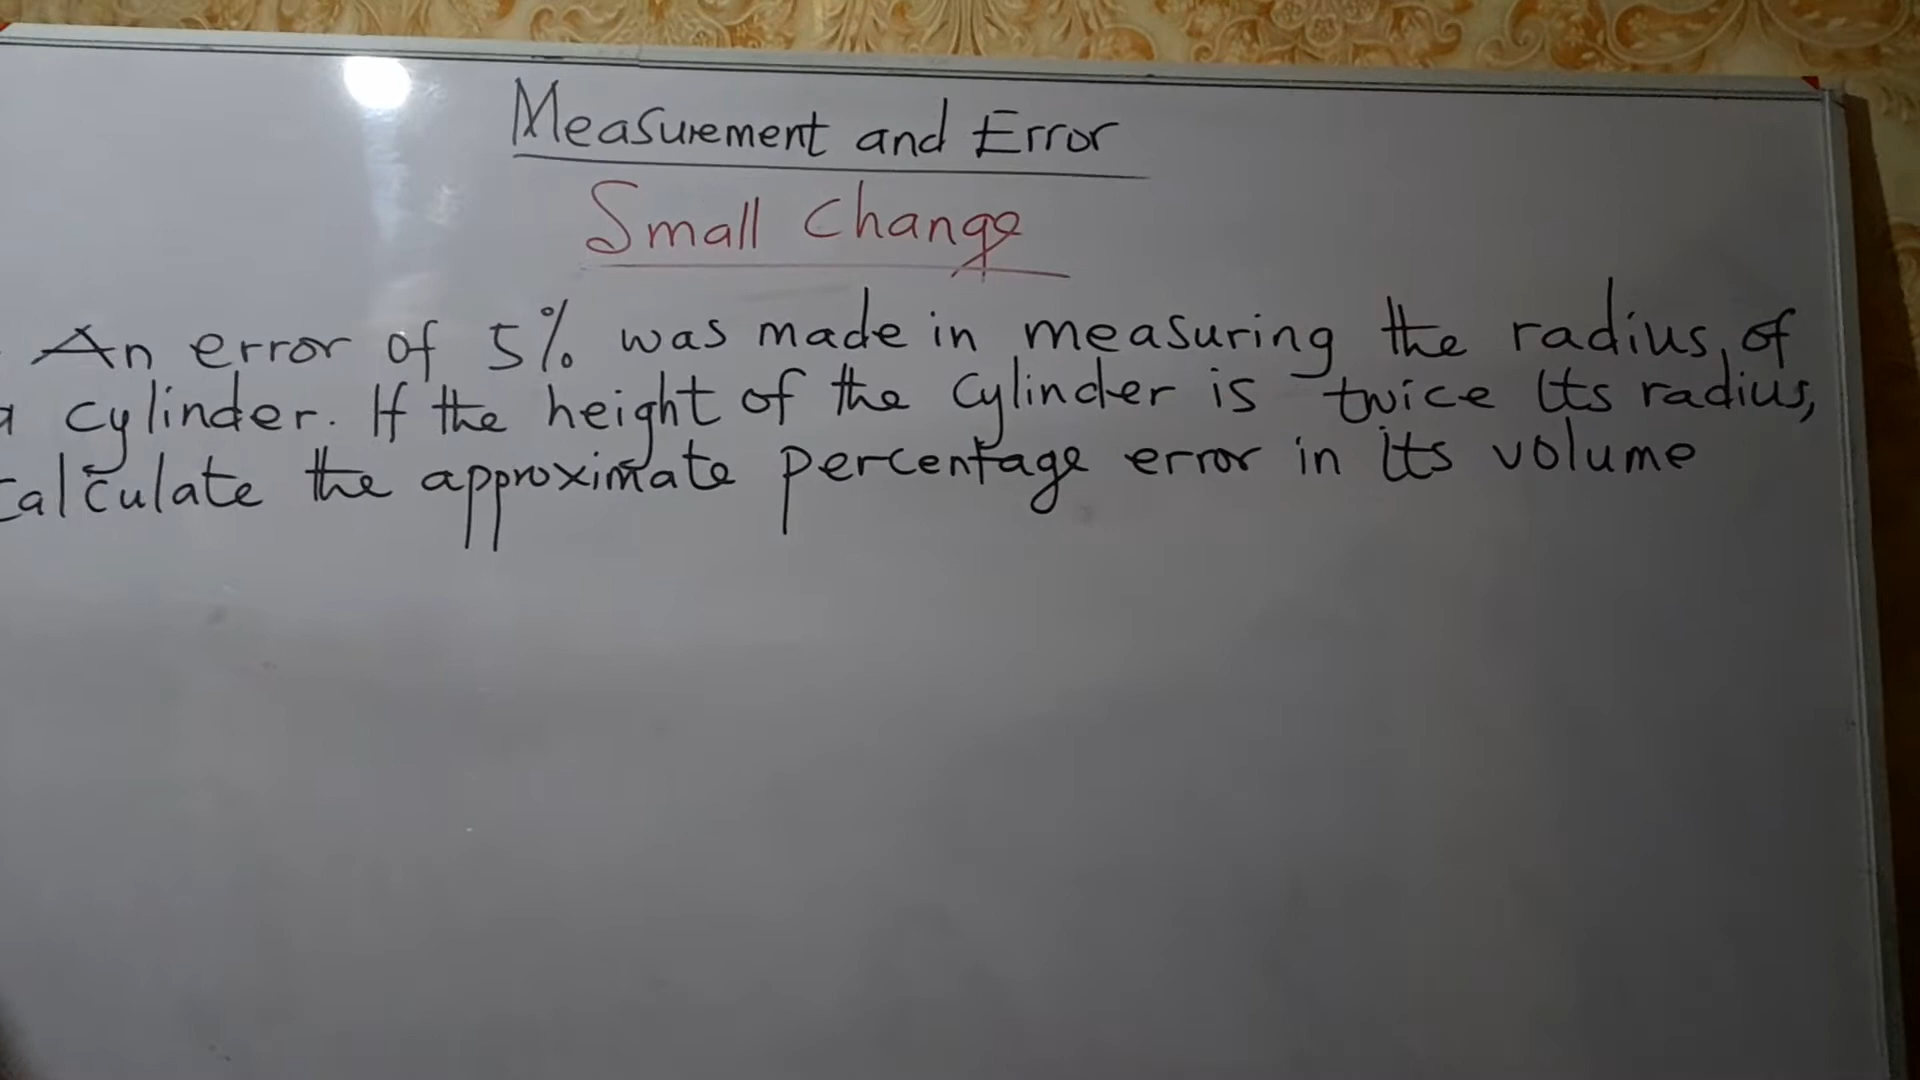 Measurement and Error
Small Change
An error of 5% was made in measuring the radius, of
a cylinder. If the height of the cylinder is twice Its radius,
calculate the approximate percentage error in its volume